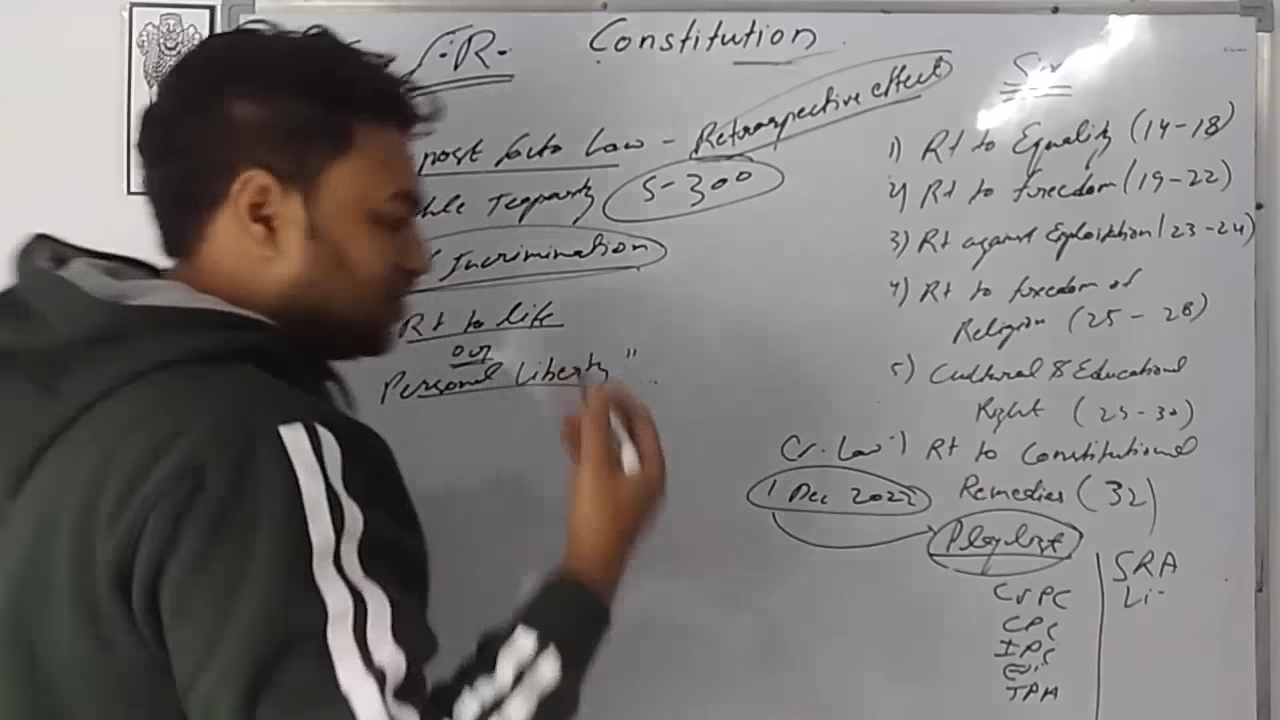 F.R. Constitution
post facto Law - Retrospective effect
S-300
Incrimination
Rt to life
our
Personal Liberty"
Six
1) Rt to Equality (14-18)
2) Rt to freedom (19-22)
3) Rt against Exploitation (23-24)
4) Rt to freedom of
Religion (25 - 28)
5) Cultural & Educational
Right (29-30)
Cr. Law Rt to Constitutional
1 Dec 2022 Remedies (32)
Playlist
CrPC
CPC
IPC
Evi
TPA
SRA
Li-